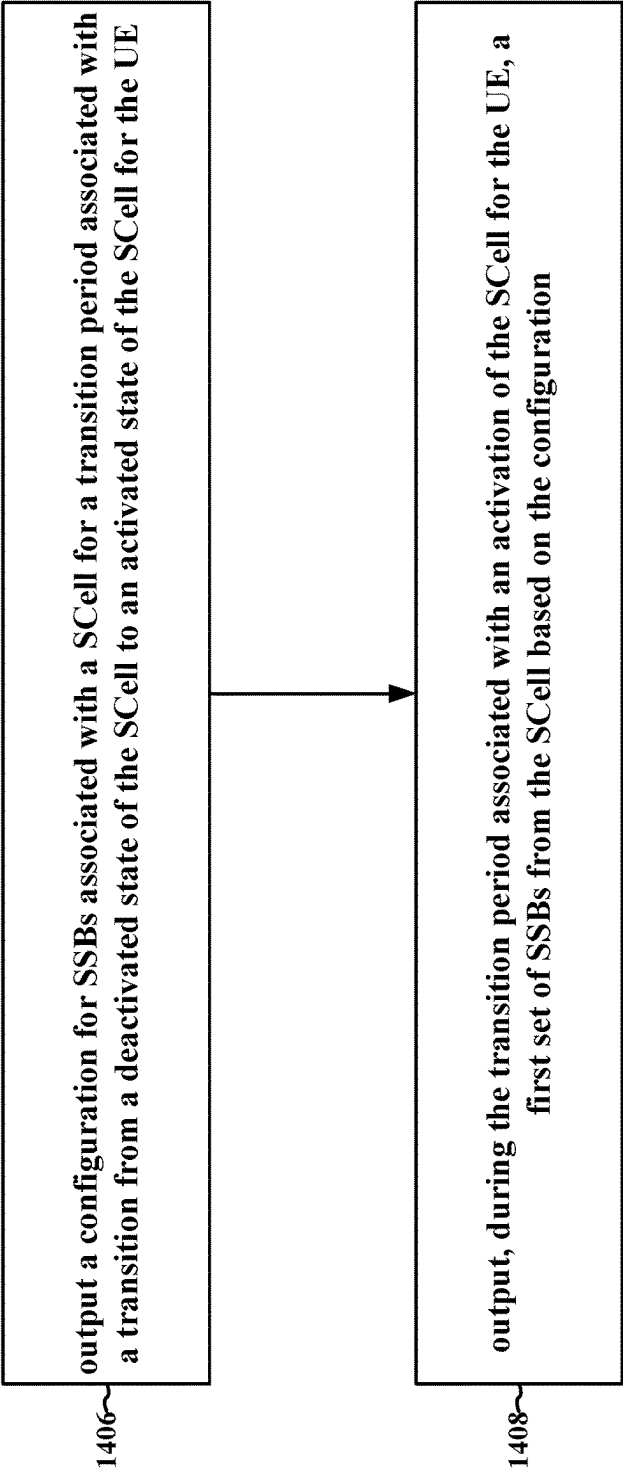 1406
output a configuration for SSBs associated with a SCell for a transition period associated with
a transition from a deactivated state of the SCell to an activated state of the SCell for the UE
1408
output, during the transition period associated with an activation of the SCell for the UE, a
first set of SSBs from the SCell based on the configuration